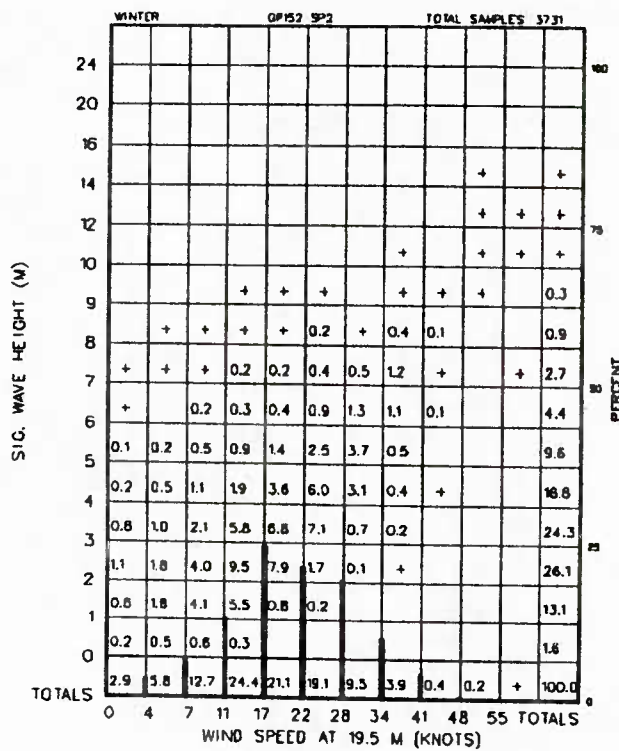 WINTER GP152 SP2 TOTAL SAMPLES 3731
24 100
20
16
14 + +
12 + + + 75
10 + + + +
9 + + + + + + 0.3
8 + + + + 0.2 + 0.4 0.1 0.9
7 + + + 0.2 0.2 0.4 0.5 1.2 + + 2.7
6 + 0.2 0.3 0.4 0.9 1.3 1.1 0.1 4.4
5 0.1 0.2 0.5 0.9 1.4 2.5 3.7 0.5 9.6
4 0.2 0.5 1.1 1.9 3.6 6.0 3.1 0.4 + 16.8
3 0.8 1.0 2.1 5.8 6.8 7.1 0.7 0.2 24.3
2 1.1 1.8 4.0 9.5 7.9 1.7 0.1 + 26.1
1 0.6 1.8 4.1 5.5 0.8 0.2 13.1
0 0.2 0.5 0.6 0.3 1.6
TOTALS 2.9 5.8 12.7 24.4 21.1 19.1 9.5 3.9 0.4 0.2 + 100.0 0
0 4 7 11 17 22 28 34 41 48 55 TOTALS
WIND SPEED AT 19.5 M (KNOTS)
SIG. WAVE HEIGHT (M)
PERCENT
50
25